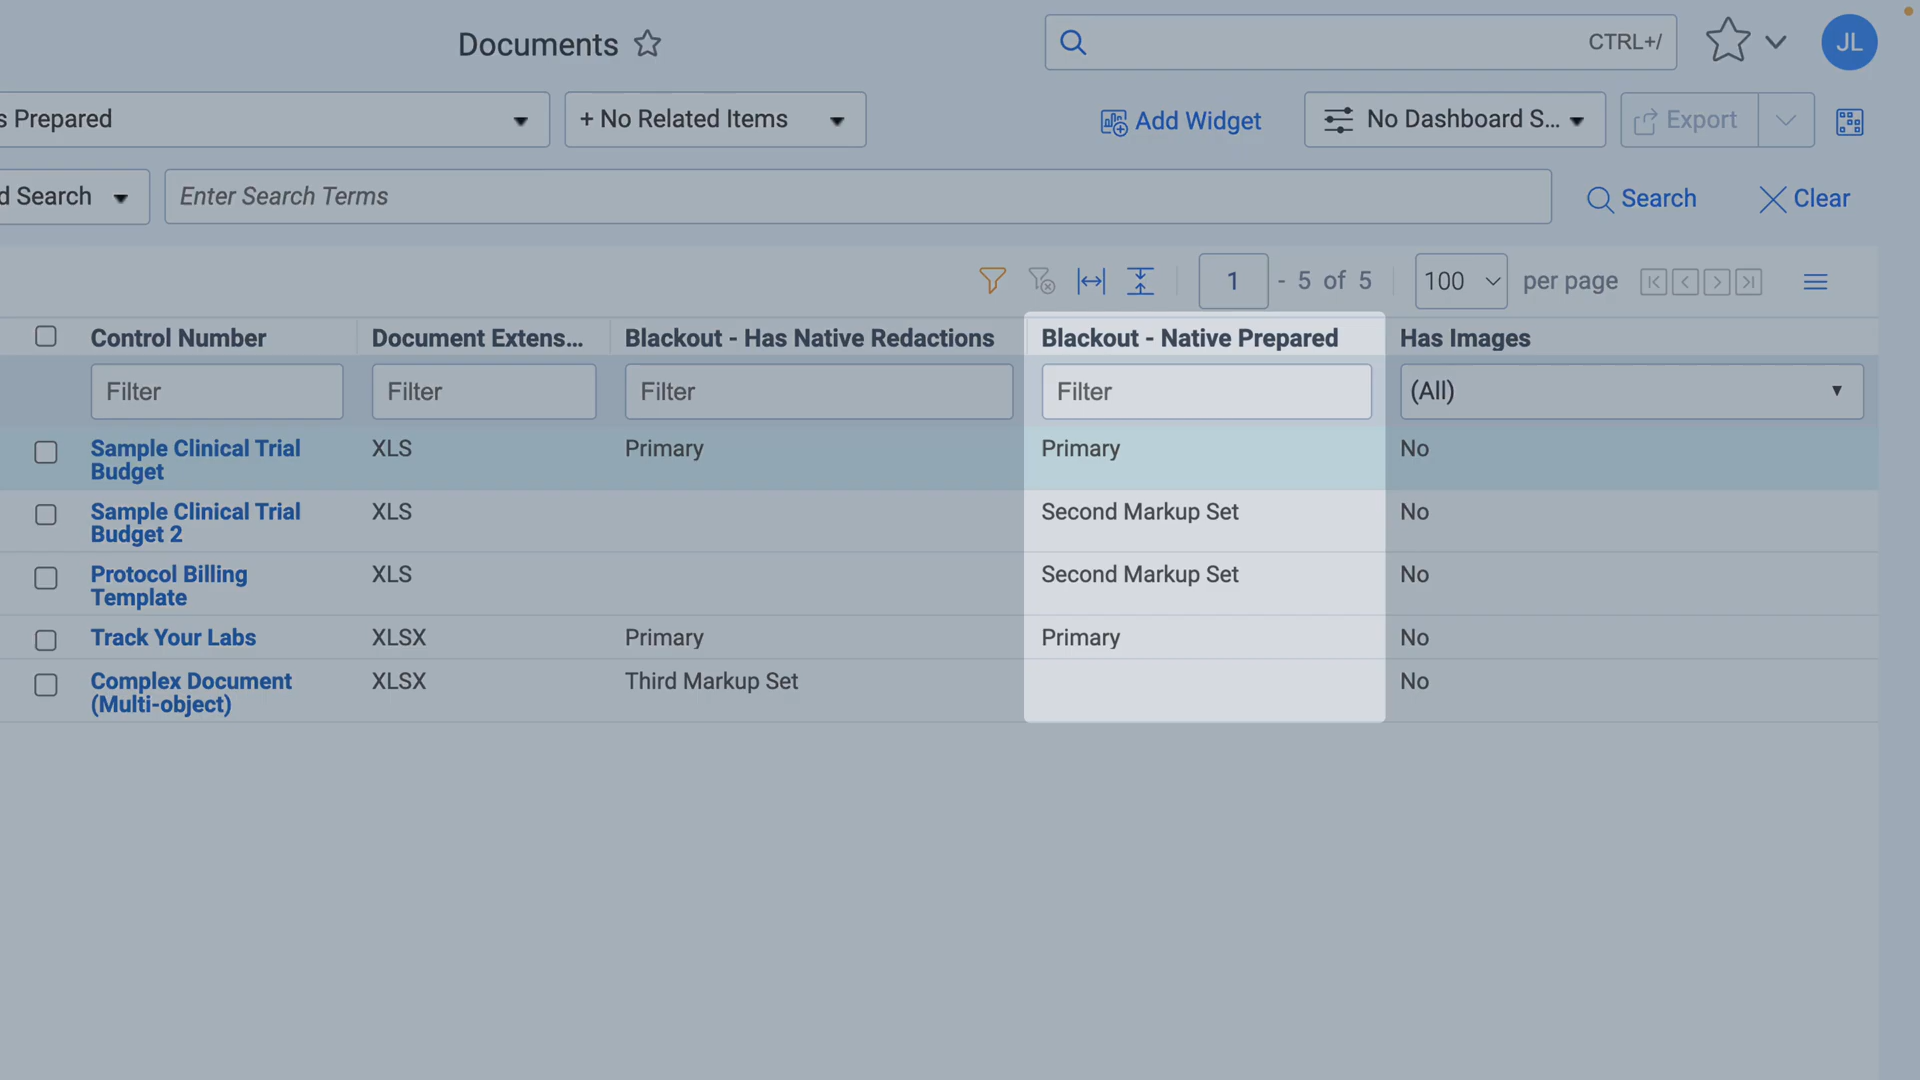 Documents
CTRL+/
JL
s Prepared
+ No Related Items
Add Widget
No Dashboard S...
Export
d Search
Enter Search Terms
Search
Clear
1 - 5 of 5
100 per page
Control Number
Document Extens...
Blackout - Has Native Redactions
Blackout - Native Prepared
Has Images
Filter
Filter
Filter
Filter
(All)
Sample Clinical Trial
Budget
XLS
Primary
Primary
No
Sample Clinical Trial
Budget 2
XLS
Second Markup Set
No
Protocol Billing
Template
XLS
Second Markup Set
No
Track Your Labs
XLSX
Primary
Primary
No
Complex Document
(Multi-object)
XLSX
Third Markup Set
No